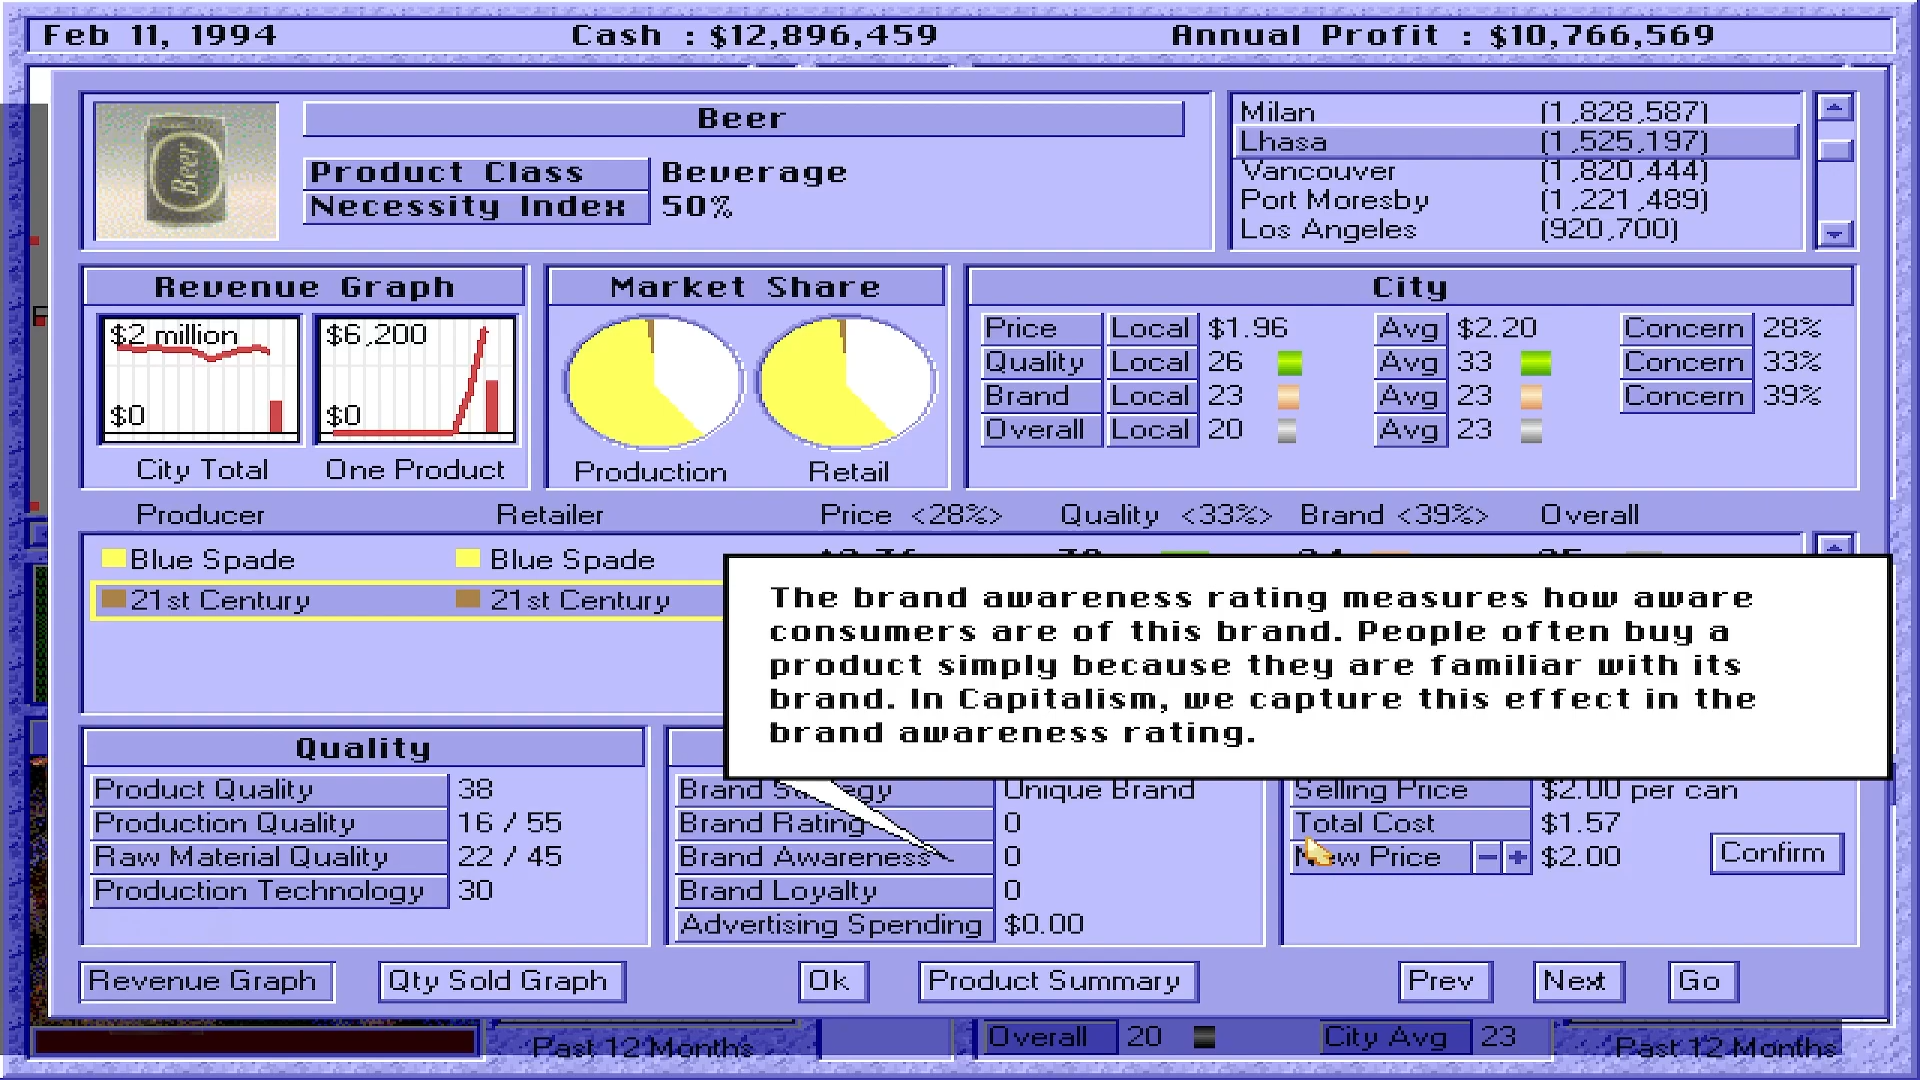 Feb 11, 1994 Cash : $12,896,459 Annual Profit : $10,766,569
Beer
Beer
Product Class Beverage
Necessity Index 50%
Milan (1,828,587)
Lhasa (1,525,197)
Vancouver (1,820,444)
Port Moresby (1,221,489)
Los Angeles (920,700)
Revenue Graph
$2 million
$0
City Total
$6,200
$0
One Product
Market Share
Production Retail
City
Price Local $1.96 Avg $2.20 Concern 28%
Quality Local 26 Avg 33 Concern 33%
Brand Local 23 Avg 23 Concern 39%
Overall Local 20 Avg 23
Producer Retailer Price <28%> Quality <33%> Brand <39%> Overall
Blue Spade Blue Spade
21st Century 21st Century
The brand awareness rating measures how aware
consumers are of this brand. People often buy a
product simply because they are familiar with its
brand. In Capitalism, we capture this effect in the
brand awareness rating.
Quality
Product Quality 38
Production Quality 16 / 55
Raw Material Quality 22 / 45
Production Technology 30
Brand Strategy Unique Brand
Brand Rating 0
Brand Awareness 0
Brand Loyalty 0
Advertising Spending $0.00
Selling Price $2.00 per can
Total Cost $1.57
New Price - + $2.00
Confirm
Revenue Graph Qty Sold Graph Ok Product Summary Prev Next Go
Past 12 Months Overall 20 City Avg 23 Past 12 Months